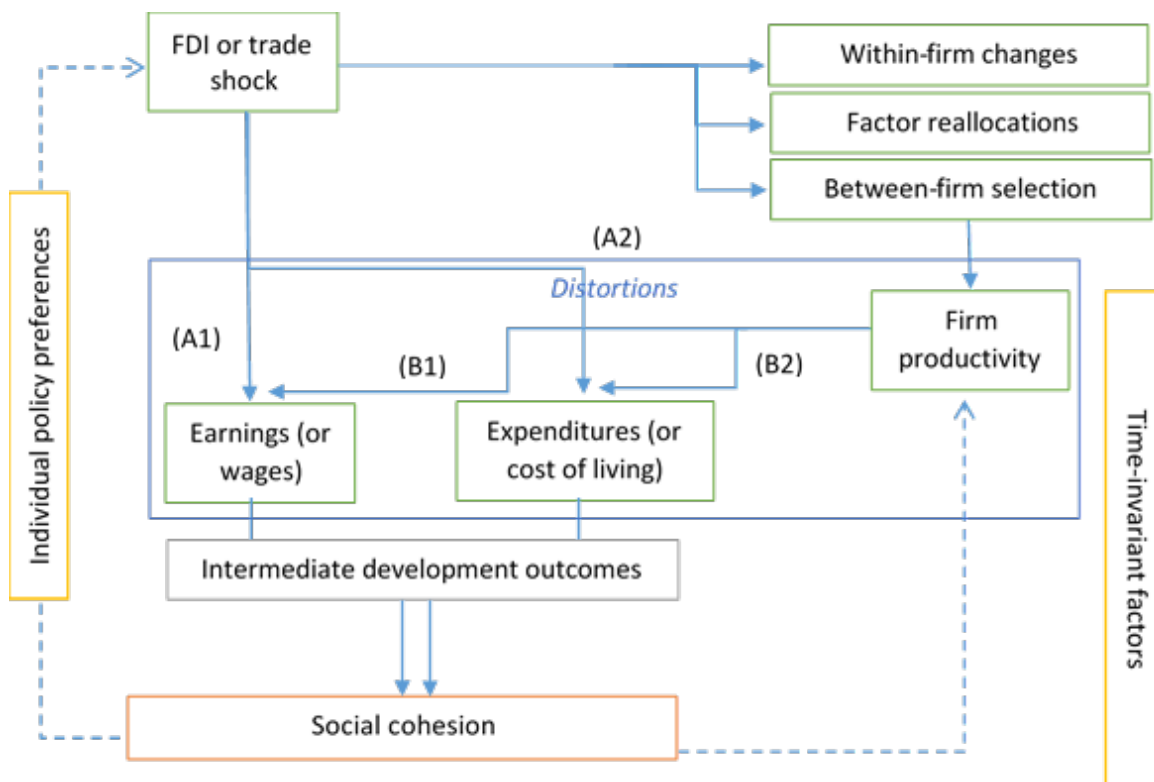 FDI or trade
shock
Within-firm changes
Factor reallocations
Between-firm selection
Individual policy preferences
(A2)
Distortions
(A1)
(B1)
(B2)
Firm
productivity
Earnings (or
wages)
Expenditures (or
cost of living)
Time-invariant factors
Intermediate development outcomes
Social cohesion